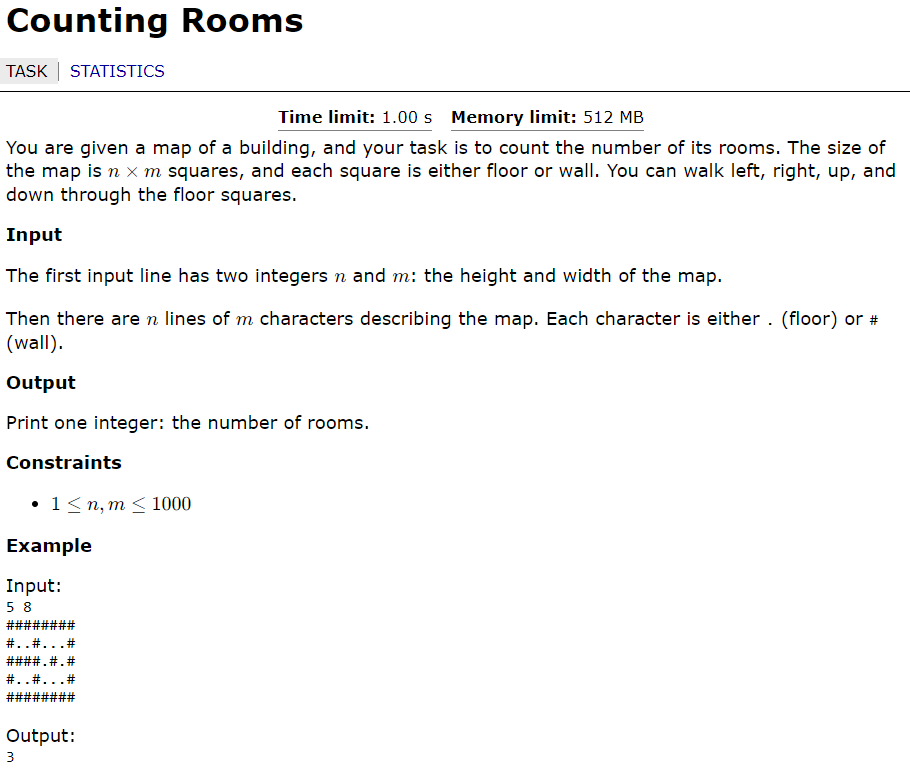 Counting Rooms
TASK | STATISTICS
Time limit: 1.00 s Memory limit: 512 MB
You are given a map of a building, and your task is to count the number of its rooms. The size of
the map is n × m squares, and each square is either floor or wall. You can walk left, right, up, and
down through the floor squares.
Input
The first input line has two integers n and m: the height and width of the map.
Then there are n lines of m characters describing the map. Each character is either . (floor) or #
(wall).
Output
Print one integer: the number of rooms.
Constraints
• 1 ≤ n, m ≤ 1000
Example
Input:
5 8
########
#..#...#
####.#.#
#..#...#
########
Output:
3